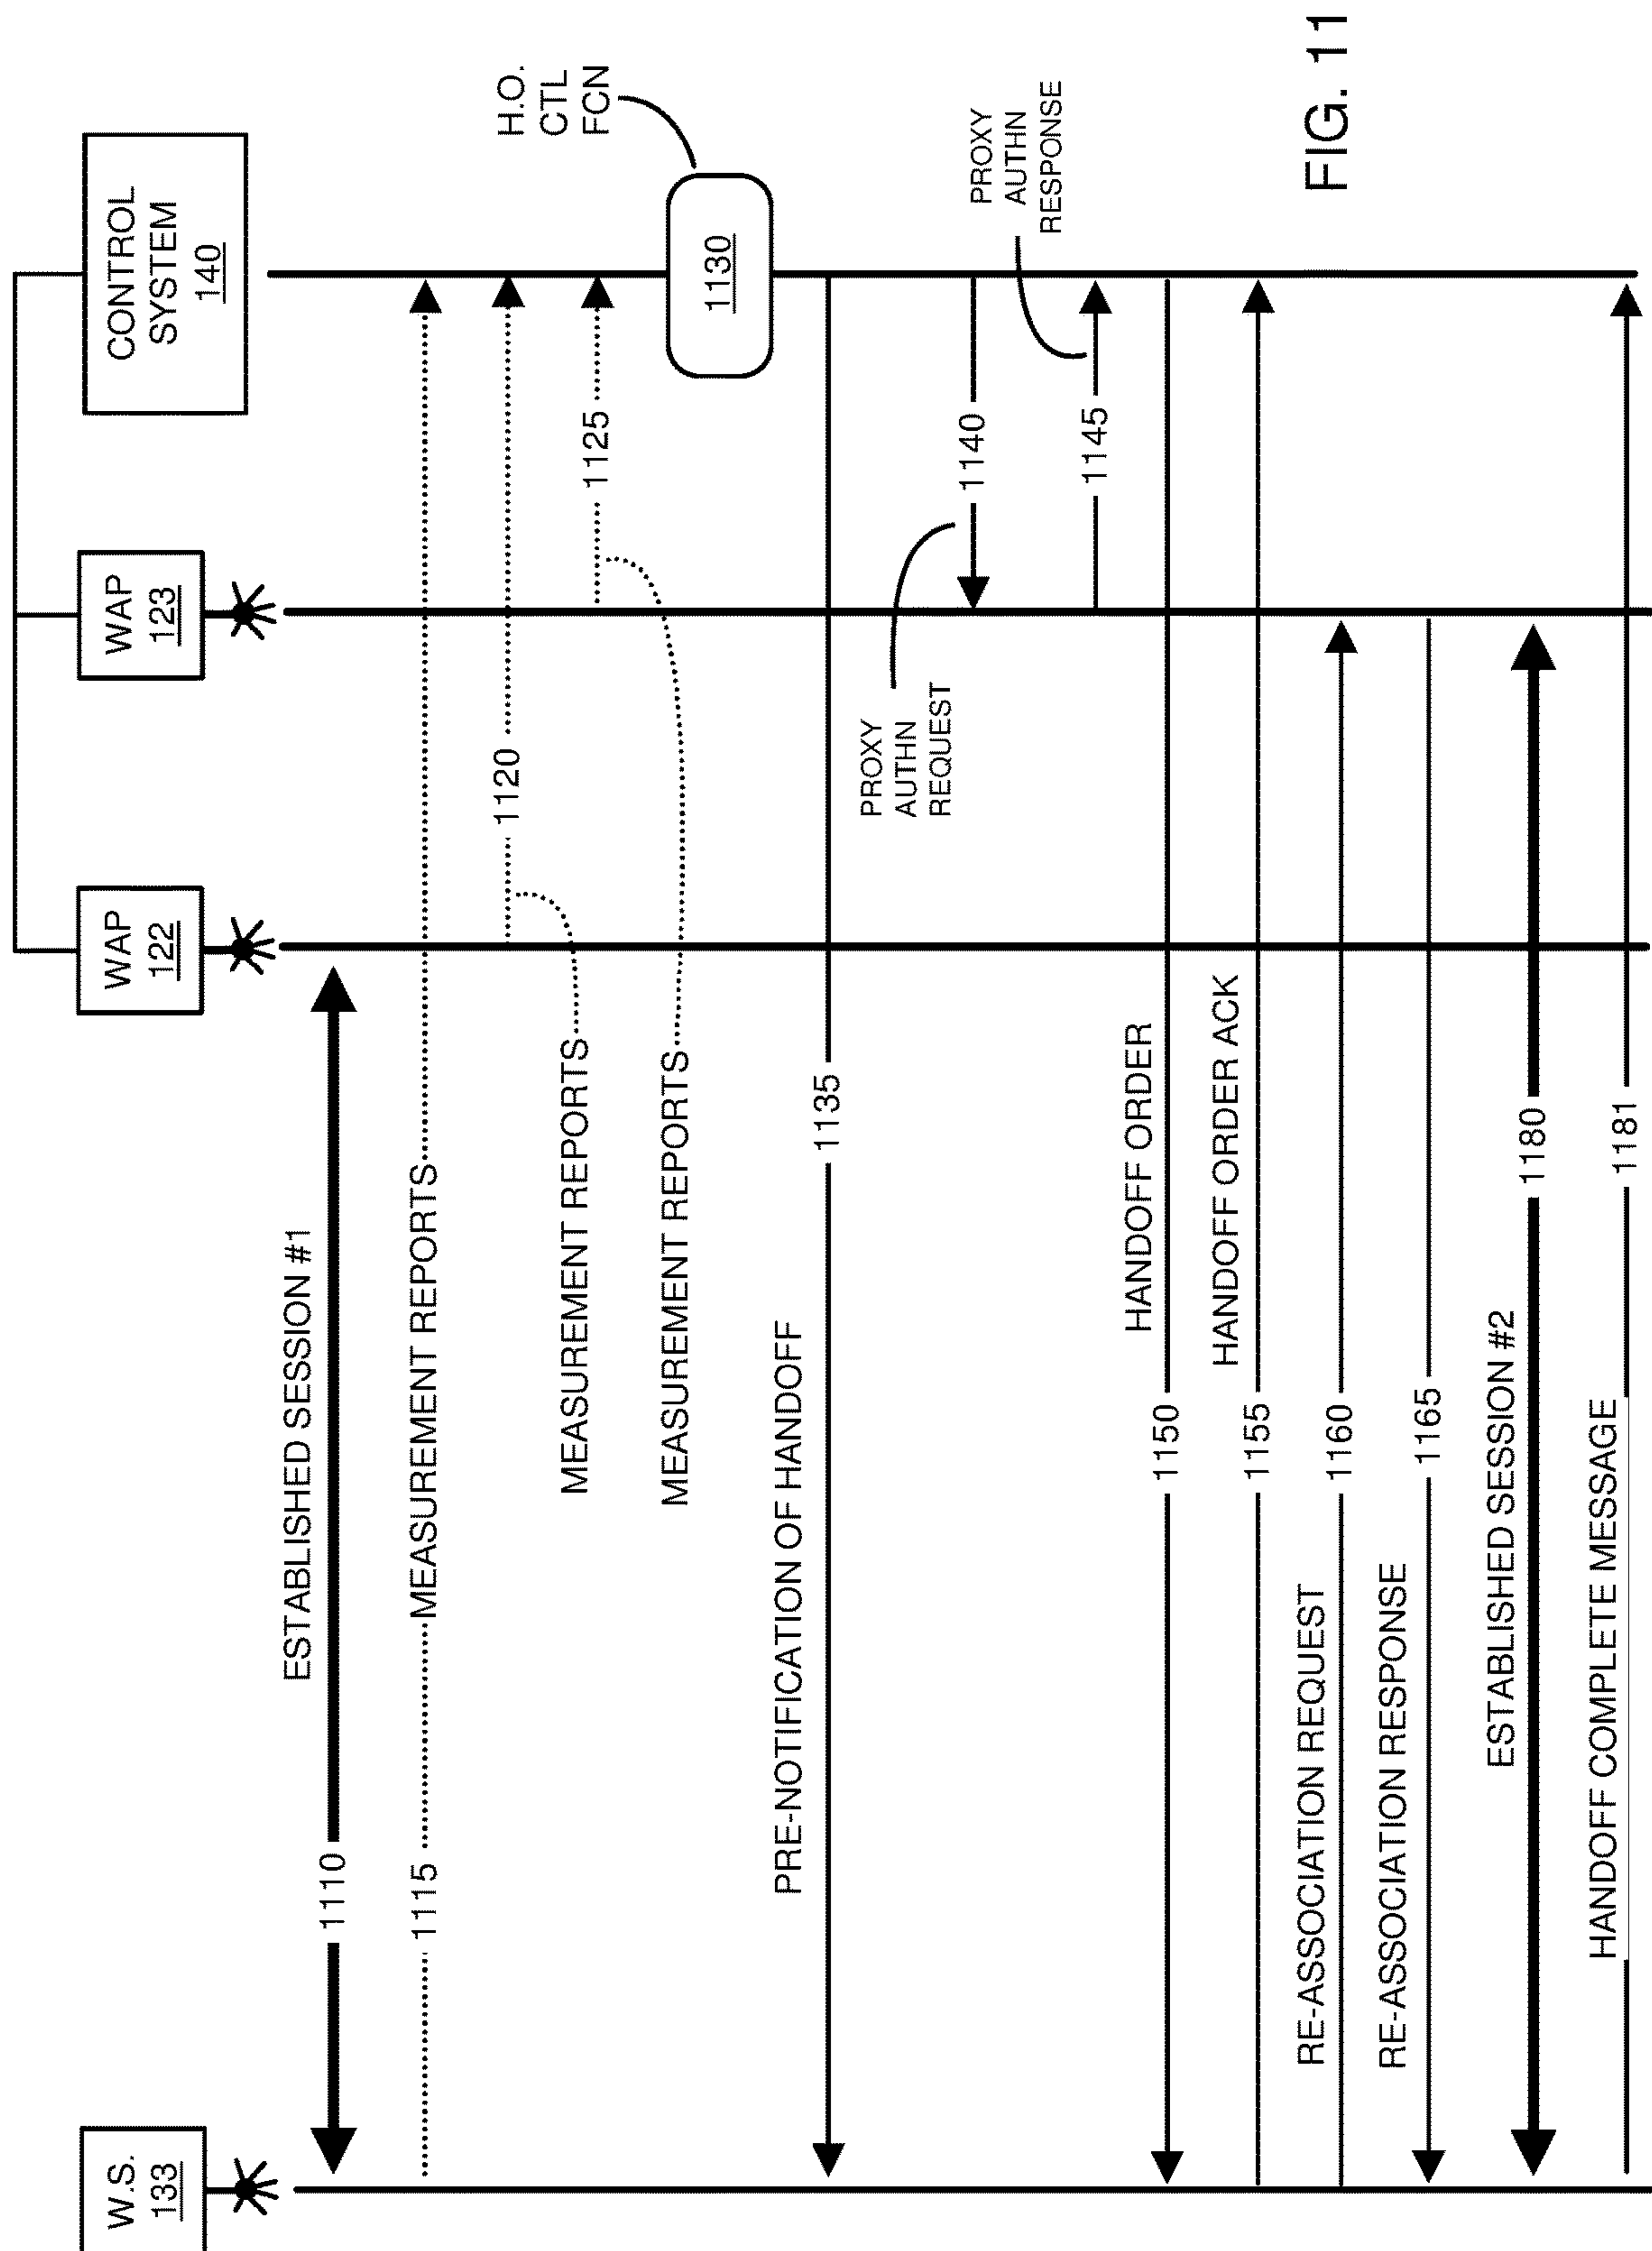 W.S.
133
WAP
122
WAP
123
CONTROL
SYSTEM
140
ESTABLISHED SESSION #1
1110
1115
MEASUREMENT REPORTS
1120
MEASUREMENT REPORTS
1125
MEASUREMENT REPORTS
H.O.
CTL
FCN
1130
PRE-NOTIFICATION OF HANDOFF
1135
PROXY
AUTHN
REQUEST
1140
PROXY
AUTHN
RESPONSE
1145
HANDOFF ORDER
1150
HANDOFF ORDER ACK
1155
RE-ASSOCIATION REQUEST
1160
RE-ASSOCIATION RESPONSE
1165
ESTABLISHED SESSION #2
1180
HANDOFF COMPLETE MESSAGE
1181
FIG. 11